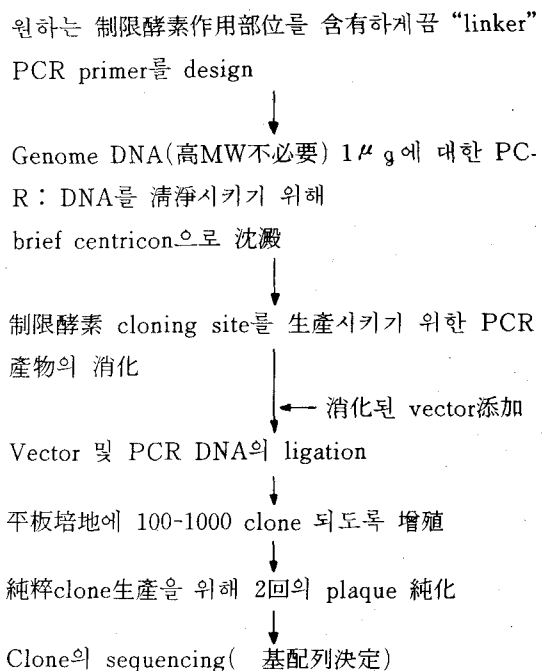 원하는 制限酵素作用部位를 含有하게끔 “linker”
PCR primer를 design
Genome DNA(高MW不必要) 1μg에 대한 PC-
R : DNA를 淸淨시키기 위해
brief centricon으로 沈澱
制限酵素 cloning site를 生產시키기 위한 PCR
產物의 消化
消化된 vector添加
Vector 및 PCR DNA의 ligation
平板培地에 100-1000 clone 되도록 增殖
純粹clone生產을 위해 2回의 plaque 純化
Clone의 sequencing( 基配列決定)